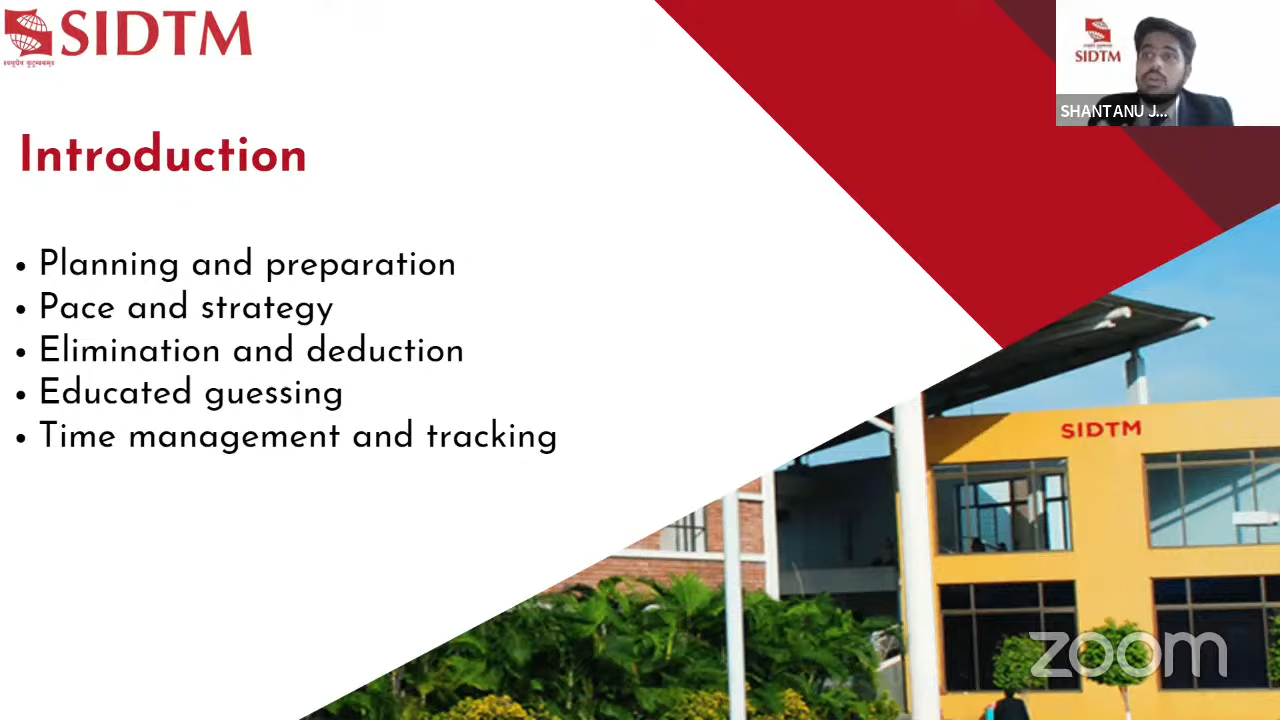 SIDTM
SIDTM
SHANTANU J...
Introduction
• Planning and preparation
• Pace and strategy
• Elimination and deduction
• Educated guessing
• Time management and tracking
SIDTM
zoom